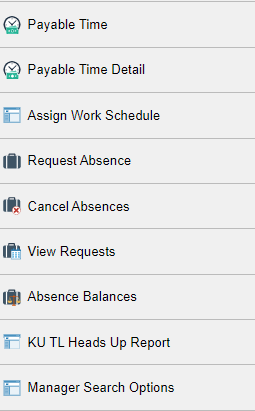 Payable Time
Payable Time Detail
Assign Work Schedule
Request Absence
Cancel Absences
View Requests
Absence Balances
KU TL Heads Up Report
Manager Search Options